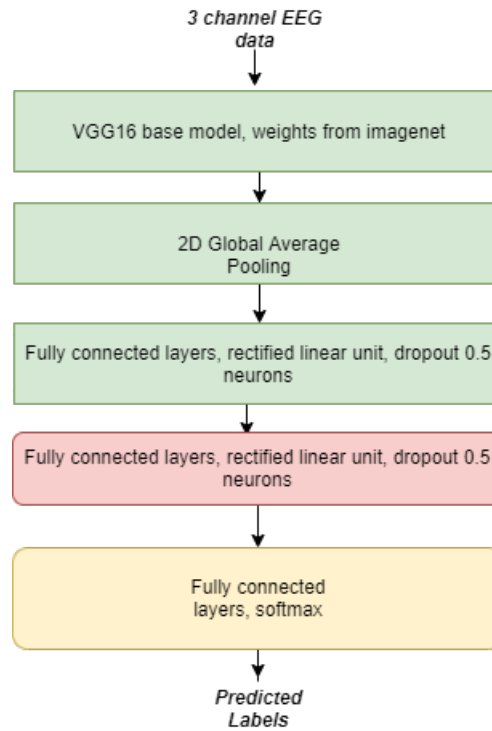 3 channel EEG
data
VGG16 base model, weights from imagenet
2D Global Average
Pooling
Fully connected layers, rectified linear unit, dropout 0.5
neurons
Fully connected layers, rectified linear unit, dropout 0.5
neurons
Fully connected
layers, softmax
Predicted
Labels